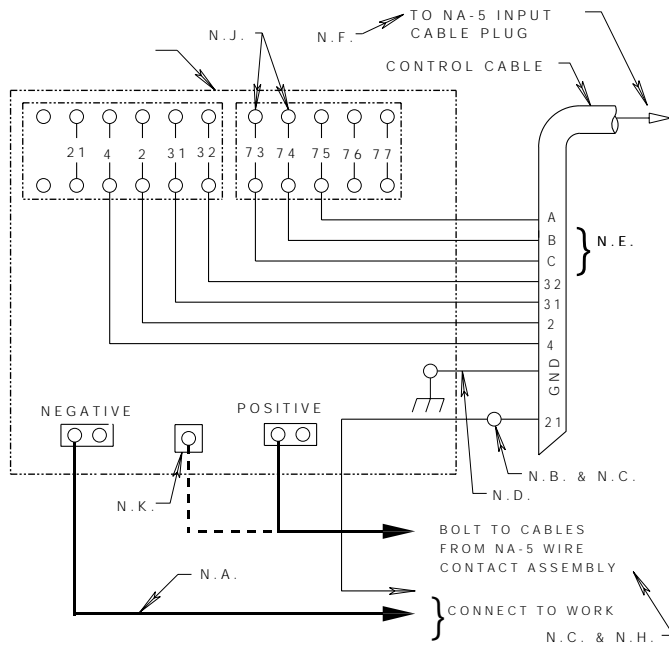 TO NA-5 INPUT
CABLE PLUG
N.J.
N.F.
CONTROL CABLE
21 4 2 31 32 73 74 75 76 77
A
B
N.E.
C
32
31
2
4
GND
21
NEGATIVE
POSITIVE
N.B. & N.C.
N.D.
N.K.
BOLT TO CABLES
FROM NA-5 WIRE
CONTACT ASSEMBLY
N.A.
CONNECT TO WORK
N.C. & N.H.